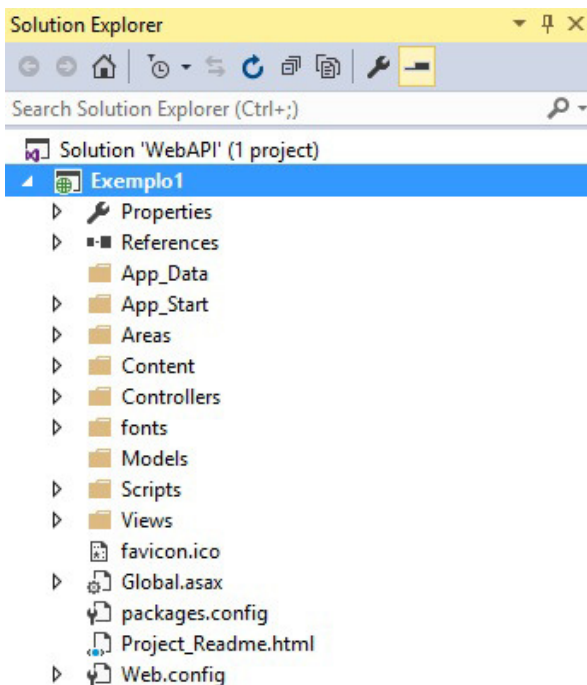 Solution Explorer
Search Solution Explorer (Ctrl+;)
Solution 'WebAPI' (1 project)
Exemplo1
Properties
References
App_Data
App_Start
Areas
Content
Controllers
fonts
Models
Scripts
Views
favicon.ico
Global.asax
packages.config
Project_Readme.html
Web.config